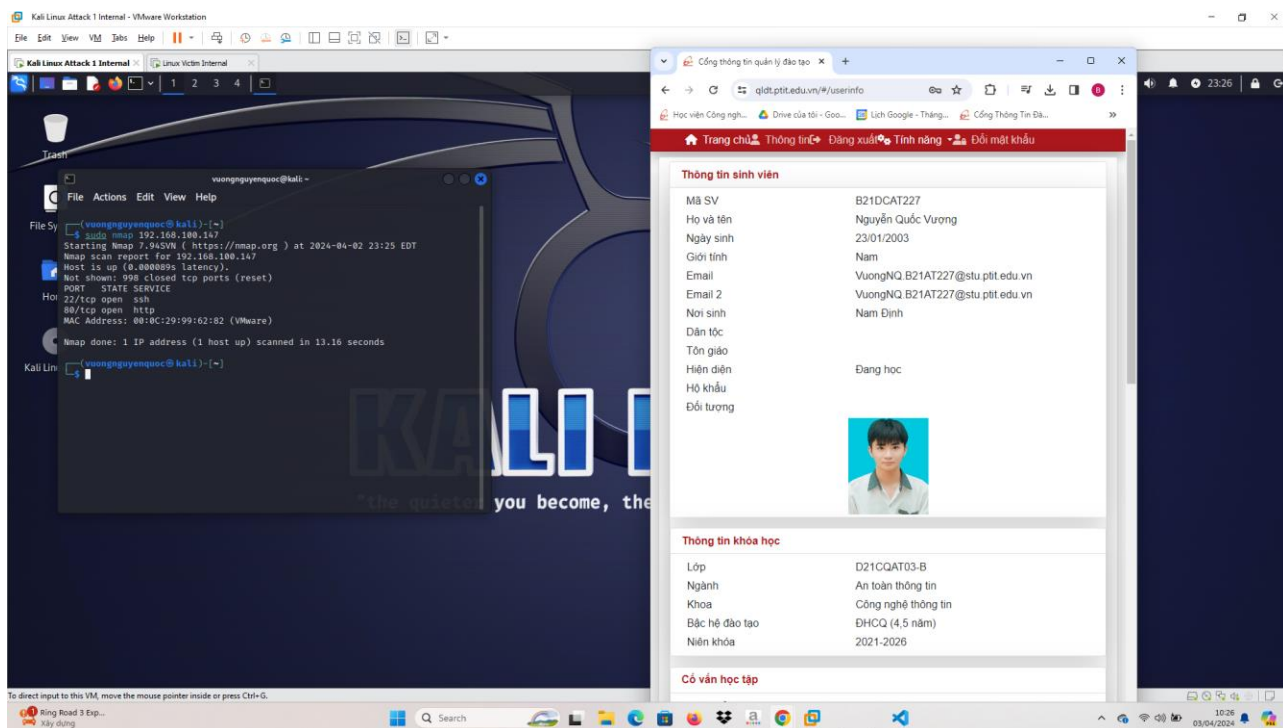 Kali Linux Attack 1 Internal - VMware Workstation
File Edit View VM Tabs Help
Kali Linux Attack 1 Internal
Linux Victim Internal
1 2 3 4
23:26
Trash
File Sy
Kali Lin
vuongnguyenquoc@kali: ~
File Actions Edit View Help
(vuongnguyenquoc㉿kali)-[~]
$ sudo nmap 192.168.100.147
Starting Nmap 7.94SVN ( https://nmap.org ) at 2024-04-02 23:25 EDT
Nmap scan report for 192.168.100.147
Host is up (0.000089s latency).
Not shown: 998 closed tcp ports (reset)
PORT STATE SERVICE
22/tcp open ssh
80/tcp open http
MAC Address: 00:0C:29:99:62:82 (VMware)
Nmap done: 1 IP address (1 host up) scanned in 13.16 seconds
(vuongnguyenquoc㉿kali)-[~]
$
"the quieter you become, the
Cổng thông tin quản lý đào tạo
qldt.ptit.edu.vn/#/userinfo
Học viện Công ngh... Drive của tôi - Goo... Lịch Google - Tháng... Cổng Thông Tin Đà...
Trang chủ Thông tin Đăng xuất Tính năng Đổi mật khẩu
Thông tin sinh viên
Mã SV B21DCAT227
Họ và tên Nguyễn Quốc Vượng
Ngày sinh 23/01/2003
Giới tính Nam
Email VuongNQ.B21AT227@stu.ptit.edu.vn
Email 2 VuongNQ.B21AT227@stu.ptit.edu.vn
Nơi sinh Nam Định
Dân tộc
Tôn giáo
Hiện diện Đang học
Hộ khẩu
Đối tượng
Thông tin khóa học
Lớp D21CQAT03-B
Ngành An toàn thông tin
Khoa Công nghệ thông tin
Bậc hệ đào tạo ĐHCQ (4,5 năm)
Niên khóa 2021-2026
Cố vấn học tập
To direct input to this VM, move the mouse pointer inside or press Ctrl+G.
Ring Road 3 Exp...
Xây dựng
Search
10:26
03/04/2024